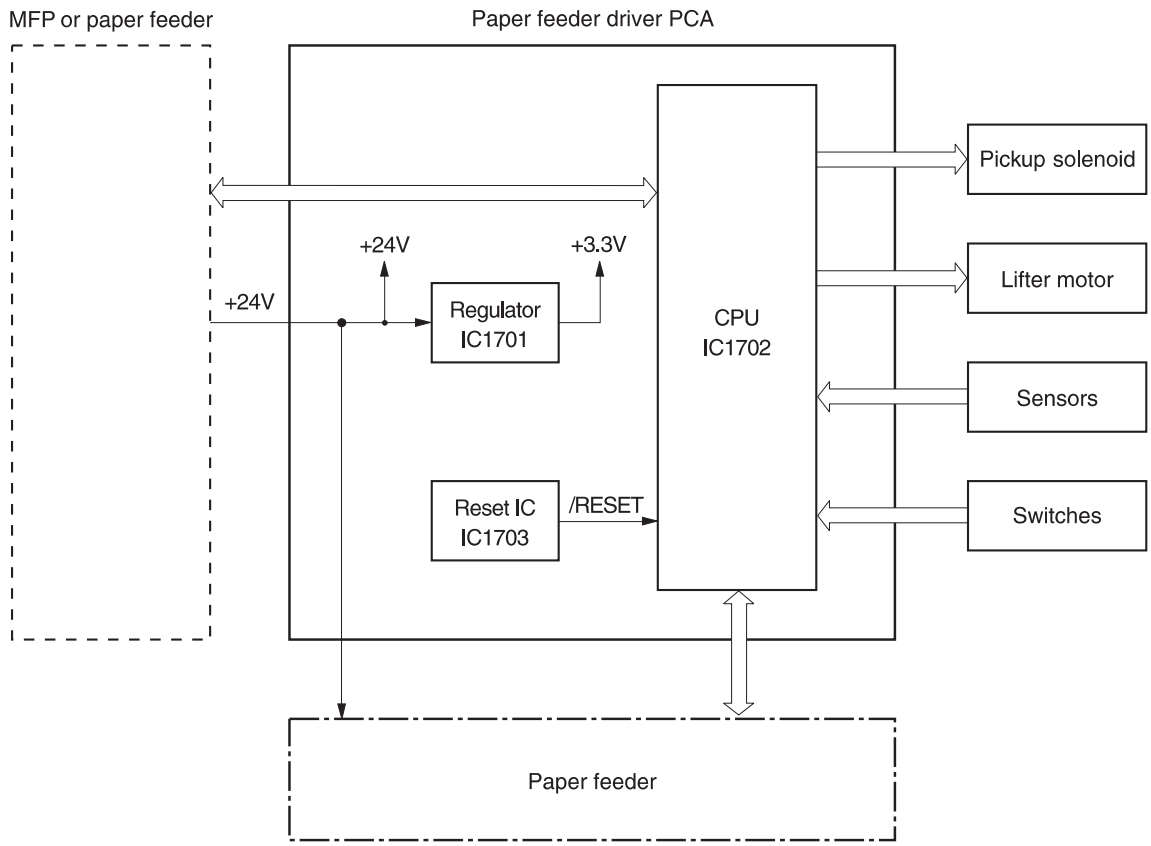 MFP or paper feeder
Paper feeder driver PCA
Pickup solenoid
+24V
+3.3V
+24V
Regulator
IC1701
Lifter motor
CPU
IC1702
Sensors
Reset IC
IC1703
/RESET
Switches
Paper feeder